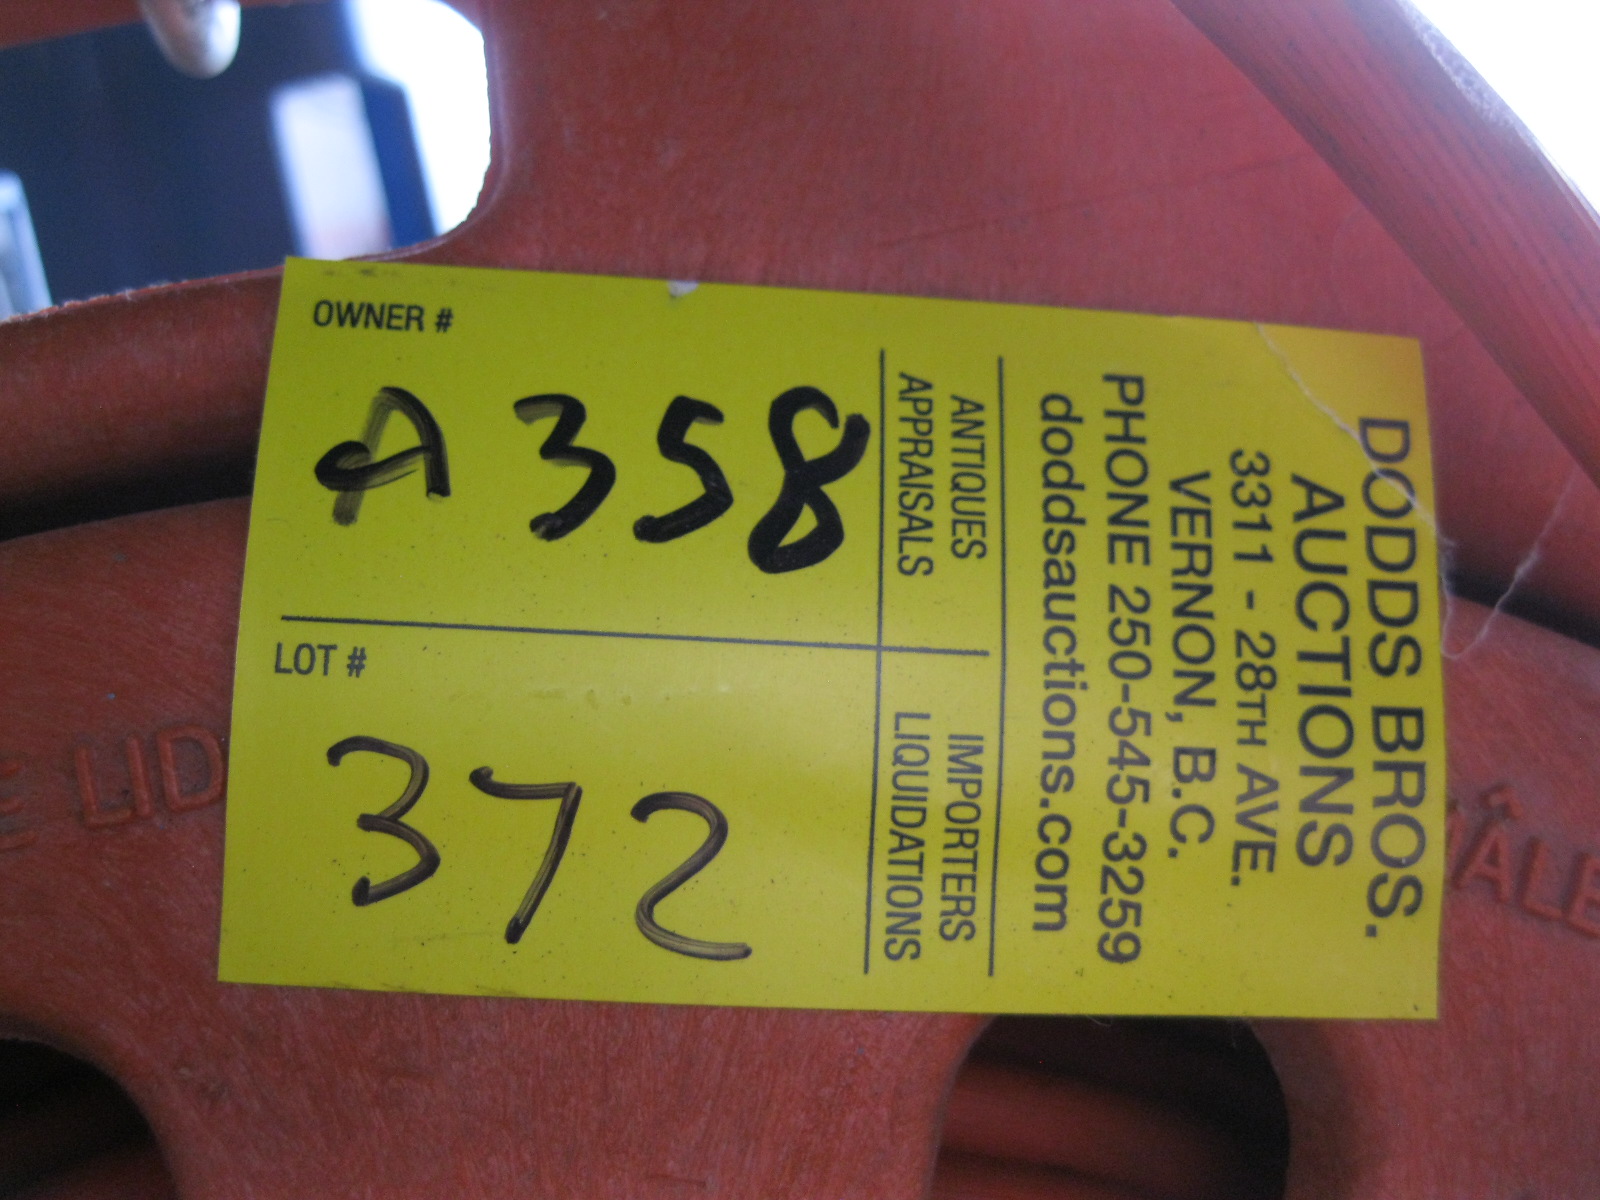 DODDS BROS.
AUCTIONS
3311 - 28TH AVE.
VERNON, B.C.
PHONE 250-545-3259
doddsauctions.com
ANTIQUES
APPRAISALS
IMPORTERS
LIQUIDATIONS
OWNER #
A 358
LOT #
372
LID